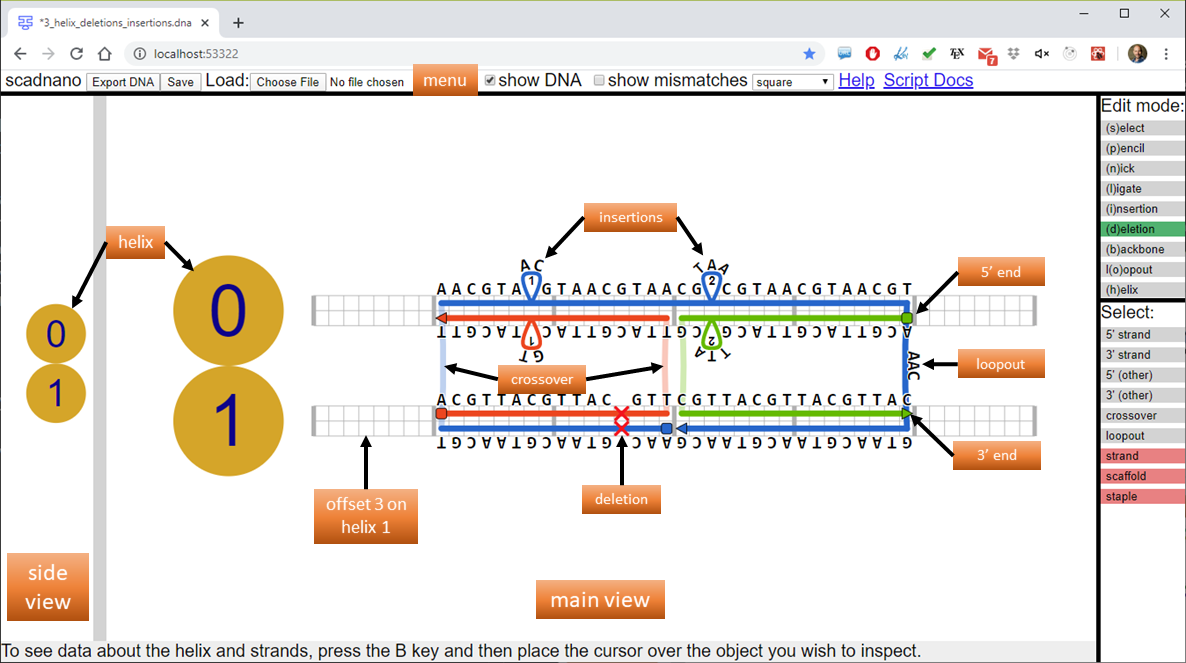 *3_helix_deletions_insertions.dna
localhost:53322
7
scadnano Export DNA Save Load: Choose File No file chosen menu show DNA show mismatches square Help Script Docs
Edit mode:
(s)elect
(p)encil
(n)ick
(l)igate
(i)nsertion
(d)eletion
(b)ackbone
l(o)opout
(h)elix
Select:
5' strand
3' strand
5' (other)
3' (other)
crossover
loopout
strand
scaffold
staple
helix
0
1
0
1
insertions
AC
TAA
1
2
AACGTA GTAACGTAACG CGTAACGTAACGT
5' end
1
2
GT
crossover
AAC
loopout
ACGTTACGTTAC GTTCGTTACGTTACGTTAC
3' end
deletion
offset 3 on
helix 1
side
view
main view
To see data about the helix and strands, press the B key and then place the cursor over the object you wish to inspect.